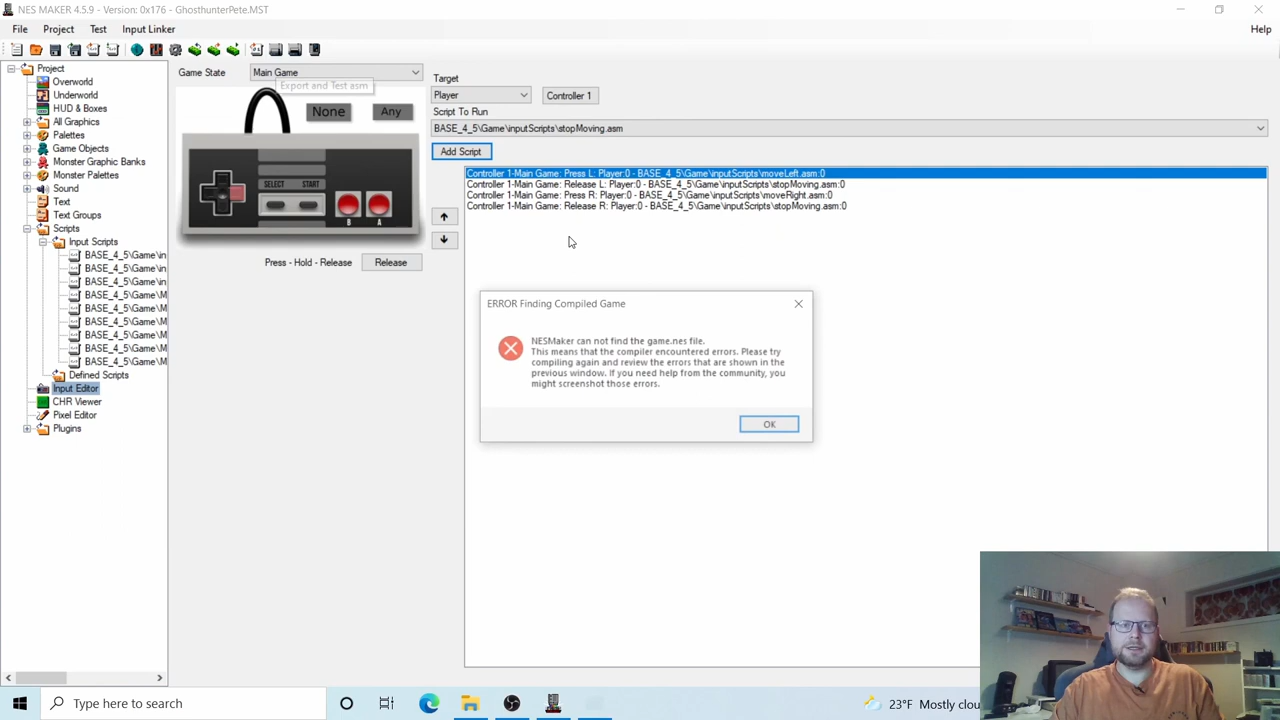 NES MAKER 4.5.9 - Version: 0x176 - GhosthunterPete.MST
File Project Test Input Linker Help
Project
Overworld
Underworld
HUD & Boxes
All Graphics
Palettes
Game Objects
Monster Graphic Banks
Monster Palettes
Sound
Text
Text Groups
Scripts
Input Scripts
BASE_4_5\Game\in
BASE_4_5\Game\in
BASE_4_5\Game\in
BASE_4_5\Game\M
BASE_4_5\Game\M
BASE_4_5\Game\M
BASE_4_5\Game\M
BASE_4_5\Game\M
BASE_4_5\Game\M
Defined Scripts
Input Editor
CHR Viewer
Pixel Editor
Plugins
Game State Main Game
Export and Test asm
None Any
SELECT START
B A
Press - Hold - Release Release
Target
Player Controller 1
Script To Run
BASE_4_5\Game\inputScripts\stopMoving.asm
Add Script
Controller 1-Main Game: Press L: Player:0 - BASE_4_5\Game\inputScripts\moveLeft.asm:0
Controller 1-Main Game: Release L: Player:0 - BASE_4_5\Game\inputScripts\stopMoving.asm:0
Controller 1-Main Game: Press R: Player:0 - BASE_4_5\Game\inputScripts\moveRight.asm:0
Controller 1-Main Game: Release R: Player:0 - BASE_4_5\Game\inputScripts\stopMoving.asm:0
ERROR Finding Compiled Game
NESMaker can not find the game.nes file.
This means that the compiler encountered errors. Please try
compiling again and review the errors that are shown in the
previous window. If you need help from the community, you
might screenshot those errors.
OK
Type here to search
23°F Mostly clou